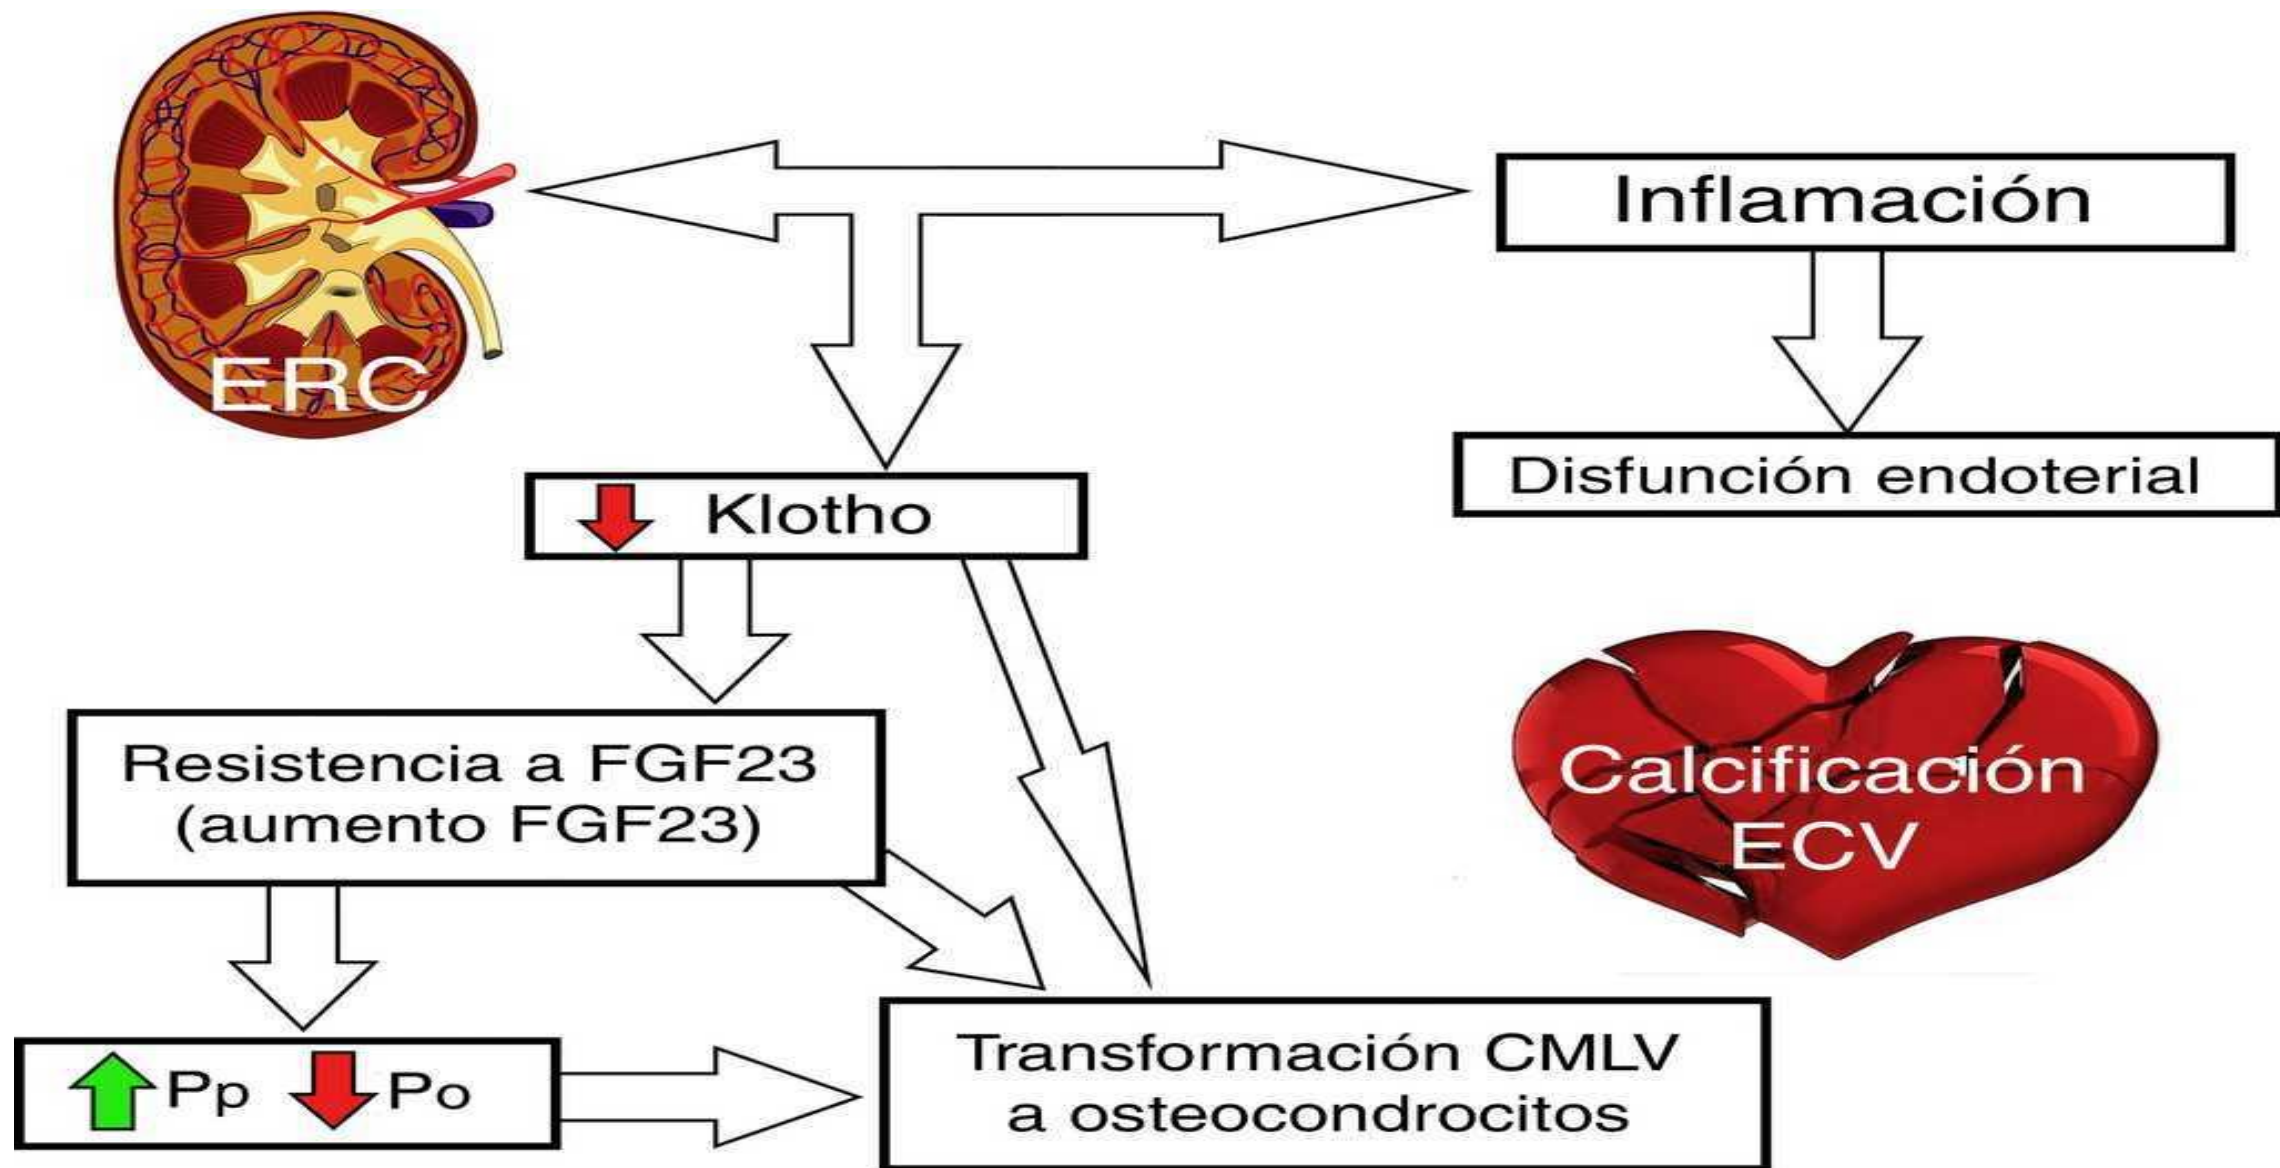 ERC
Inflamación
Disfunción endoterial
Klotho
Resistencia a FGF23
(aumento FGF23)
Calcificación
ECV
Pp Po
Transformación CMLV
a osteocondrocitos